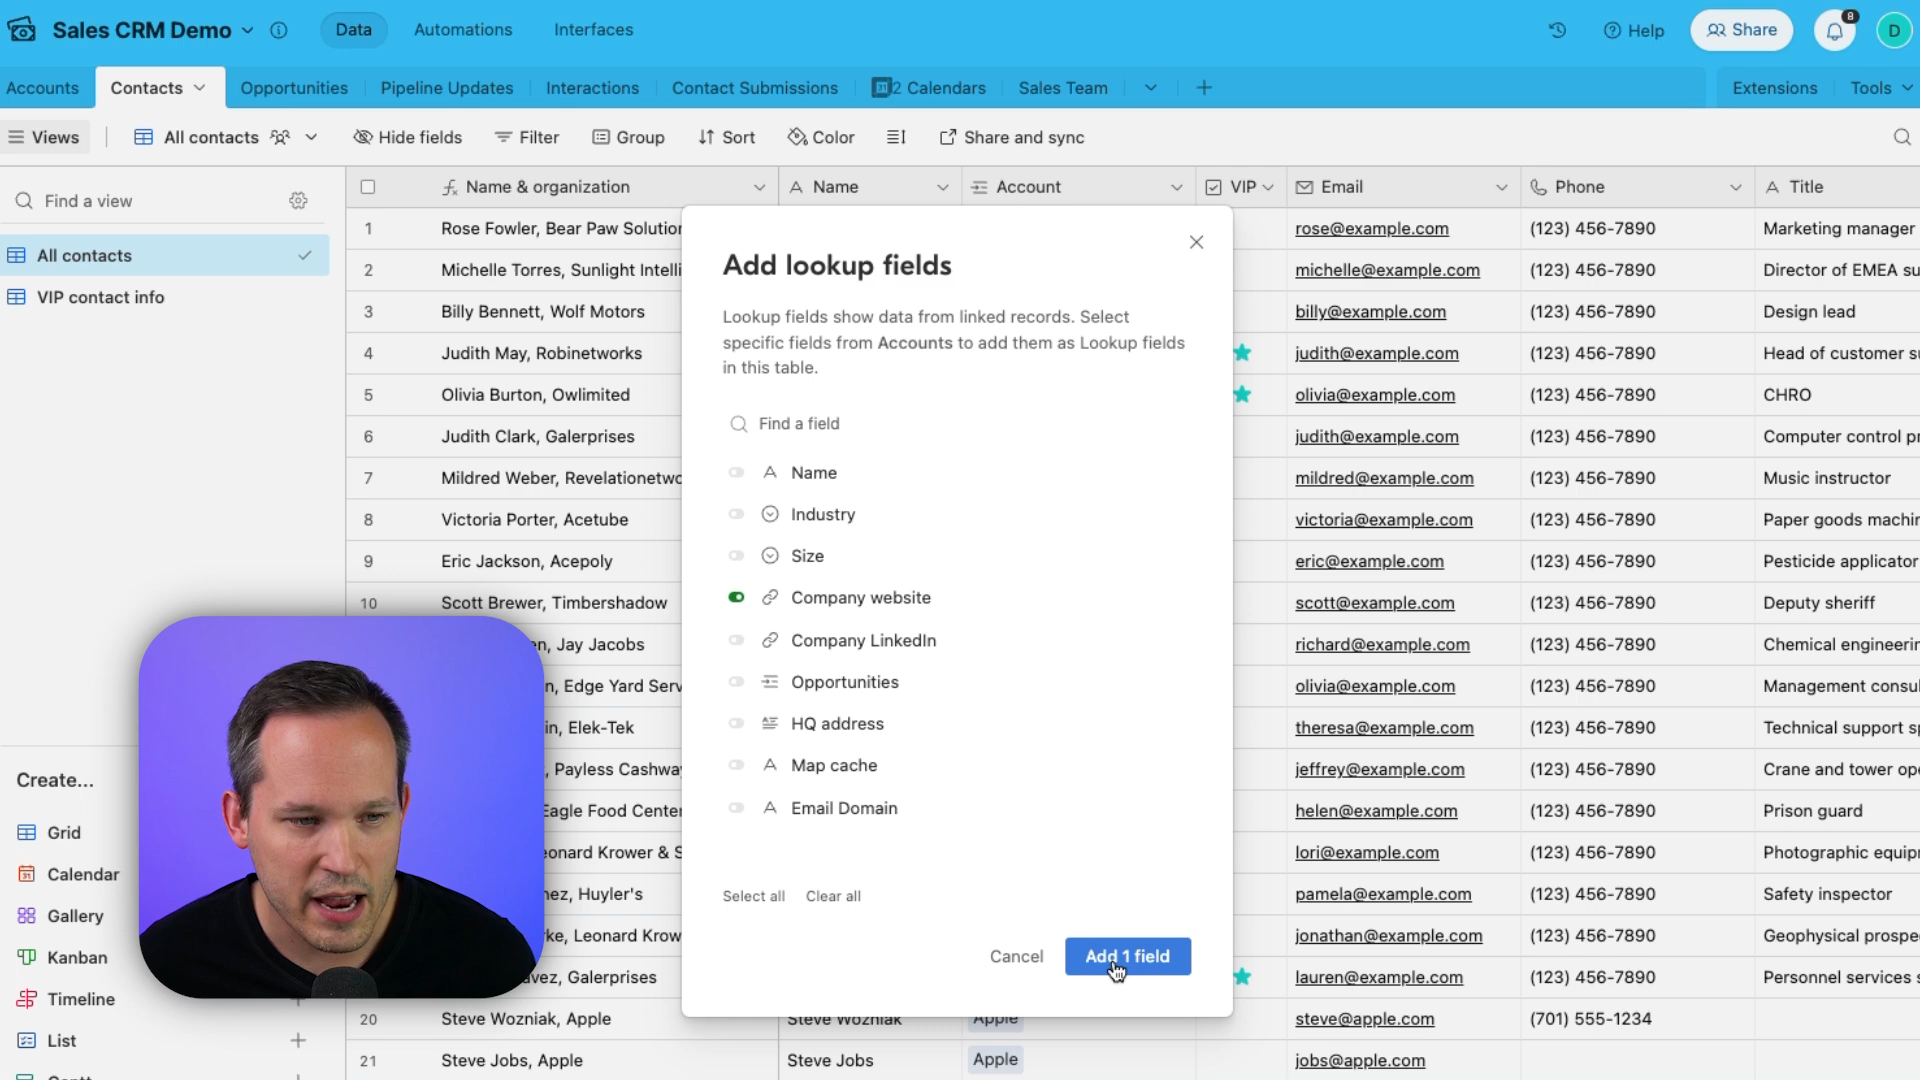 Sales CRM Demo
Data
Automations
Interfaces
Help
Share
8
D
Accounts
Contacts
Opportunities
Pipeline Updates
Interactions
Contact Submissions
2 Calendars
Sales Team
Extensions
Tools
Views
All contacts
Hide fields
Filter
Group
Sort
Color
Share and sync
Find a view
All contacts
VIP contact info
Create...
Grid
Calendar
Gallery
Kanban
Timeline
List
Name & organization
Name
Account
VIP
Email
Phone
Title
1 Rose Fowler, Bear Paw Solution rose@example.com (123) 456-7890 Marketing manager
2 Michelle Torres, Sunlight Intelli michelle@example.com (123) 456-7890 Director of EMEA su
3 Billy Bennett, Wolf Motors billy@example.com (123) 456-7890 Design lead
4 Judith May, Robinetworks judith@example.com (123) 456-7890 Head of customer su
5 Olivia Burton, Owlimited olivia@example.com (123) 456-7890 CHRO
6 Judith Clark, Galerprises judith@example.com (123) 456-7890 Computer control pr
7 Mildred Weber, Revelationetwo mildred@example.com (123) 456-7890 Music instructor
8 Victoria Porter, Acetube victoria@example.com (123) 456-7890 Paper goods machin
9 Eric Jackson, Acepoly eric@example.com (123) 456-7890 Pesticide applicator
10 Scott Brewer, Timbershadow scott@example.com (123) 456-7890 Deputy sheriff
en, Jay Jacobs richard@example.com (123) 456-7890 Chemical engineerin
n, Edge Yard Serv olivia@example.com (123) 456-7890 Management consul
in, Elek-Tek theresa@example.com (123) 456-7890 Technical support sp
, Payless Cashway jeffrey@example.com (123) 456-7890 Crane and tower ope
Eagle Food Center helen@example.com (123) 456-7890 Prison guard
eonard Krower & S lori@example.com (123) 456-7890 Photographic equipm
nez, Huyler's pamela@example.com (123) 456-7890 Safety inspector
rke, Leonard Krow jonathan@example.com (123) 456-7890 Geophysical prospe
avez, Galerprises lauren@example.com (123) 456-7890 Personnel services s
20 Steve Wozniak, Apple Steve Wozniak Apple steve@apple.com (701) 555-1234
21 Steve Jobs, Apple Steve Jobs Apple jobs@apple.com
Add lookup fields
Lookup fields show data from linked records. Select
specific fields from Accounts to add them as Lookup fields
in this table.
Find a field
Name
Industry
Size
Company website
Company LinkedIn
Opportunities
HQ address
Map cache
Email Domain
Select all
Clear all
Cancel
Add 1 field